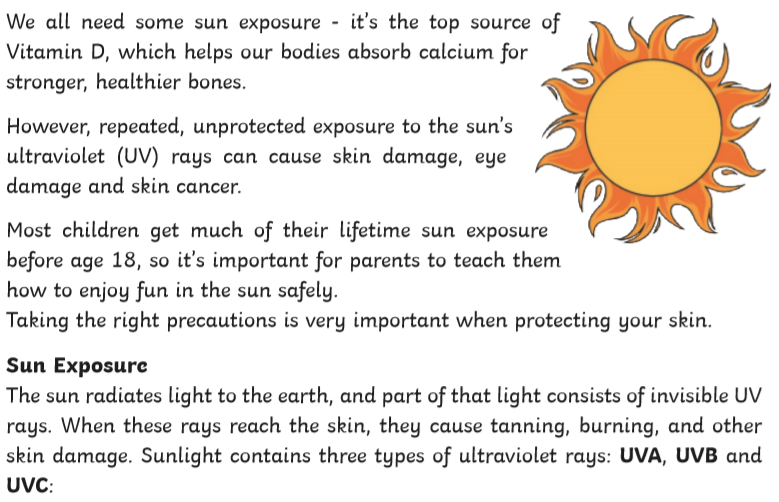 We all need some sun exposure - it's the top source of
Vitamin D, which helps our bodies absorb calcium for
stronger, healthier bones.
However, repeated, unprotected exposure to the sun's
ultraviolet (UV) rays can cause skin damage, eye
damage and skin cancer.
Most children get much of their lifetime sun exposure
before age 18, so it's important for parents to teach them
how to enjoy fun in the sun safely.
Taking the right precautions is very important when protecting your skin.
Sun Exposure
The sun radiates light to the earth, and part of that light consists of invisible UV
rays. When these rays reach the skin, they cause tanning, burning, and other
skin damage. Sunlight contains three types of ultraviolet rays: UVA, UVB and
UVC: